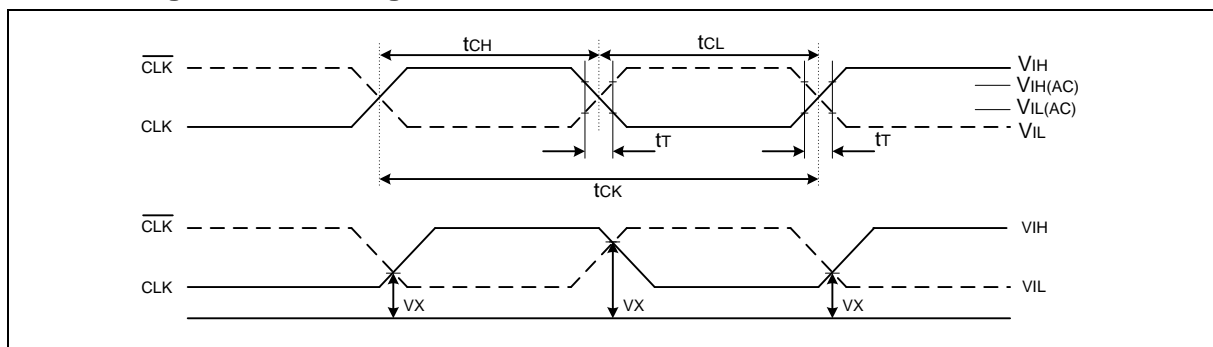 tCH
tCL
CLK
VIH
VIH(AC)
VIL(AC)
CLK
VIL
tT
tT
tCK
CLK
VIH
CLK
VIL
VX
VX
VX